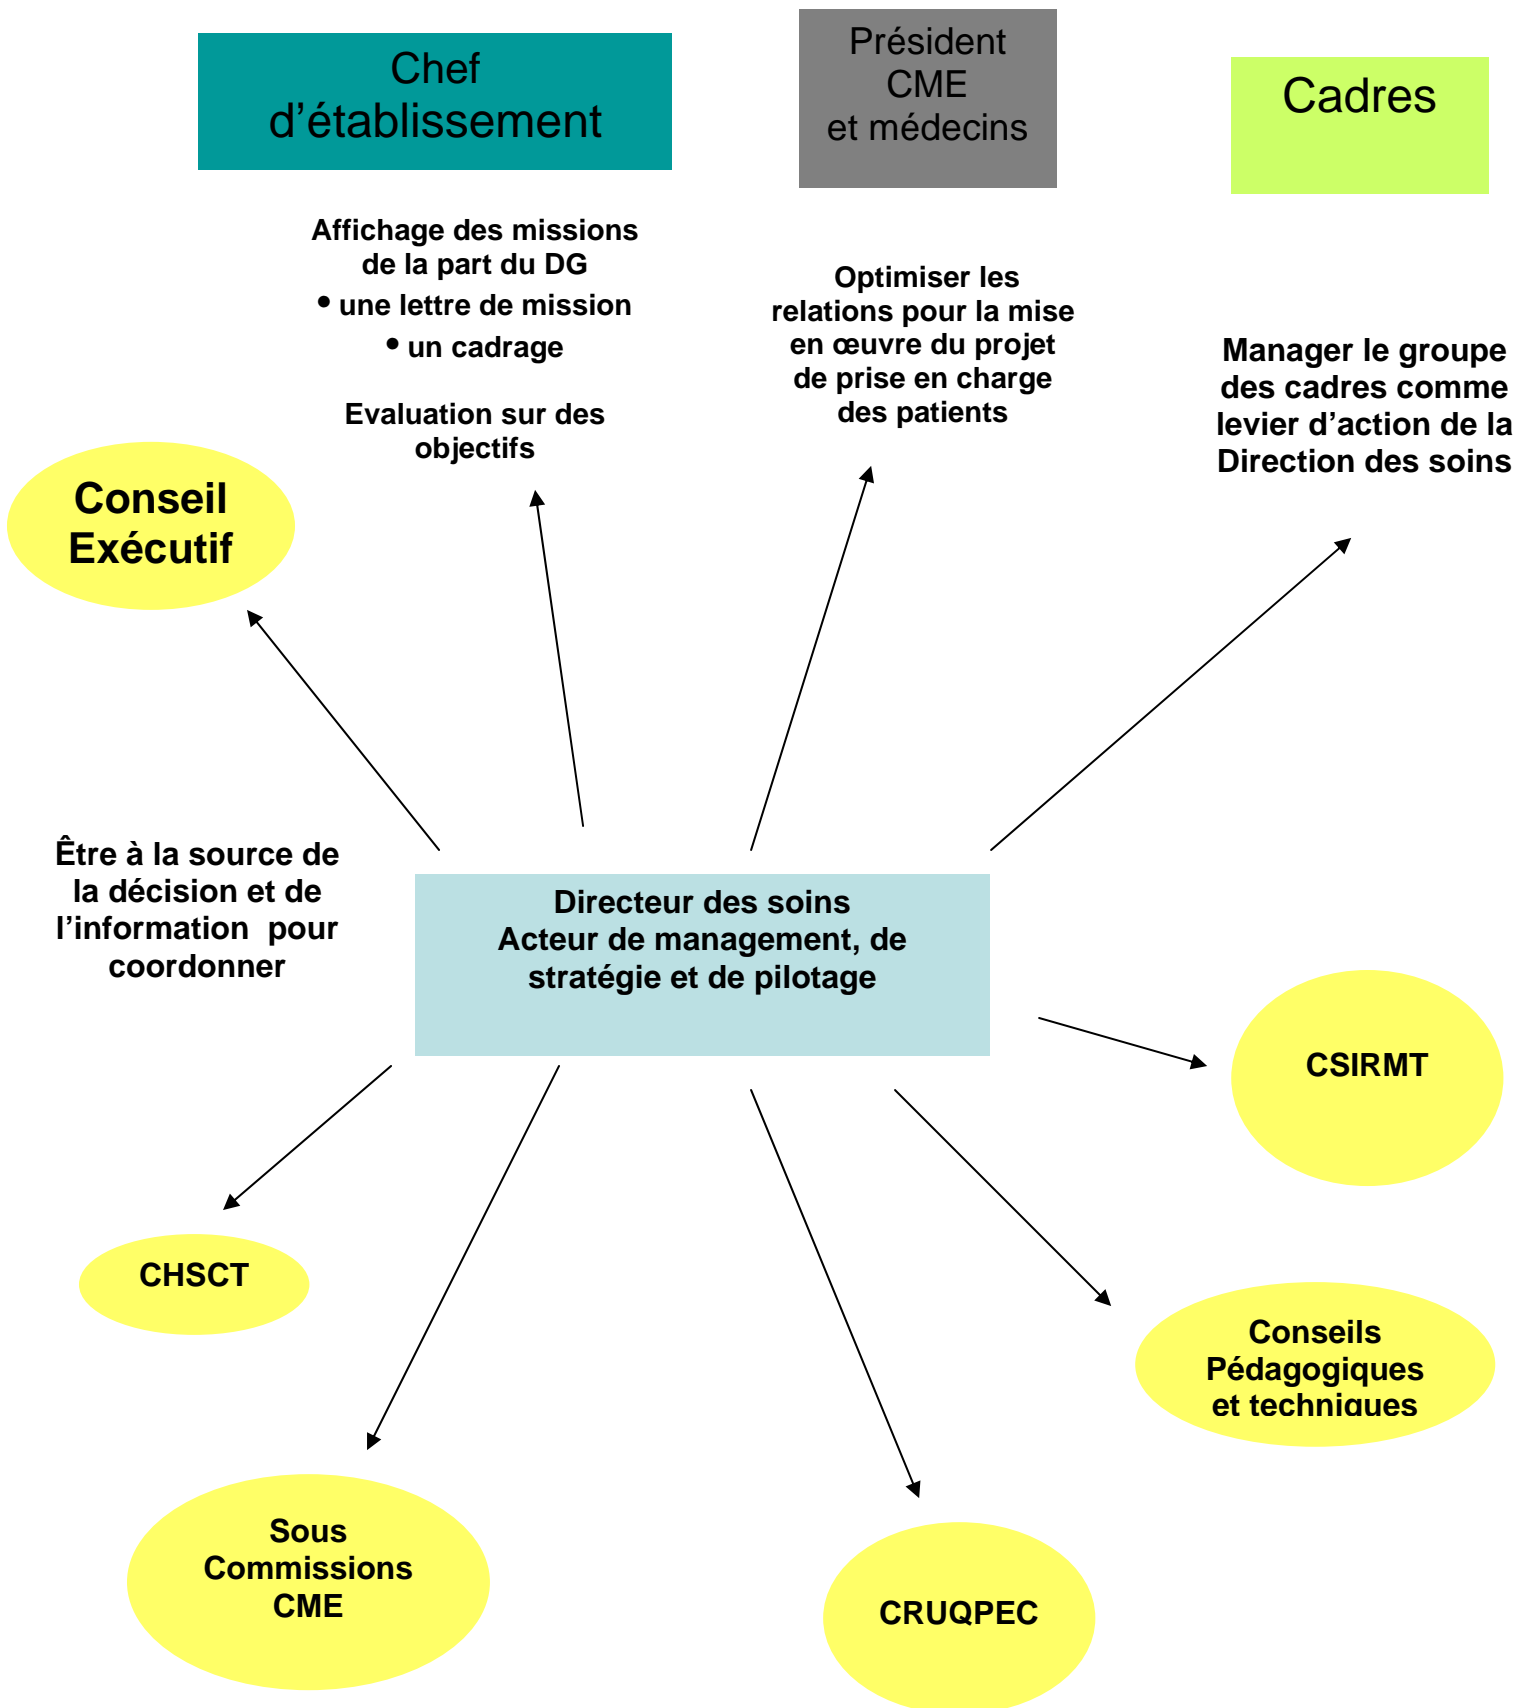 Chef
d'établissement
Président
CME
et médecins
Cadres
Affichage des missions
de la part du DG
• une lettre de mission
• un cadrage
Evaluation sur des
objectifs
Optimiser les
relations pour la mise
en œuvre du projet
de prise en charge
des patients
Manager le groupe
des cadres comme
levier d'action de la
Direction des soins
Conseil
Exécutif
Être à la source de
la décision et de
l'information  pour
coordonner
Directeur des soins
Acteur de management, de
stratégie et de pilotage
CSIRMT
CHSCT
Conseils
Pédagogiques
et techniques
Sous
Commissions
CME
CRUQPEC